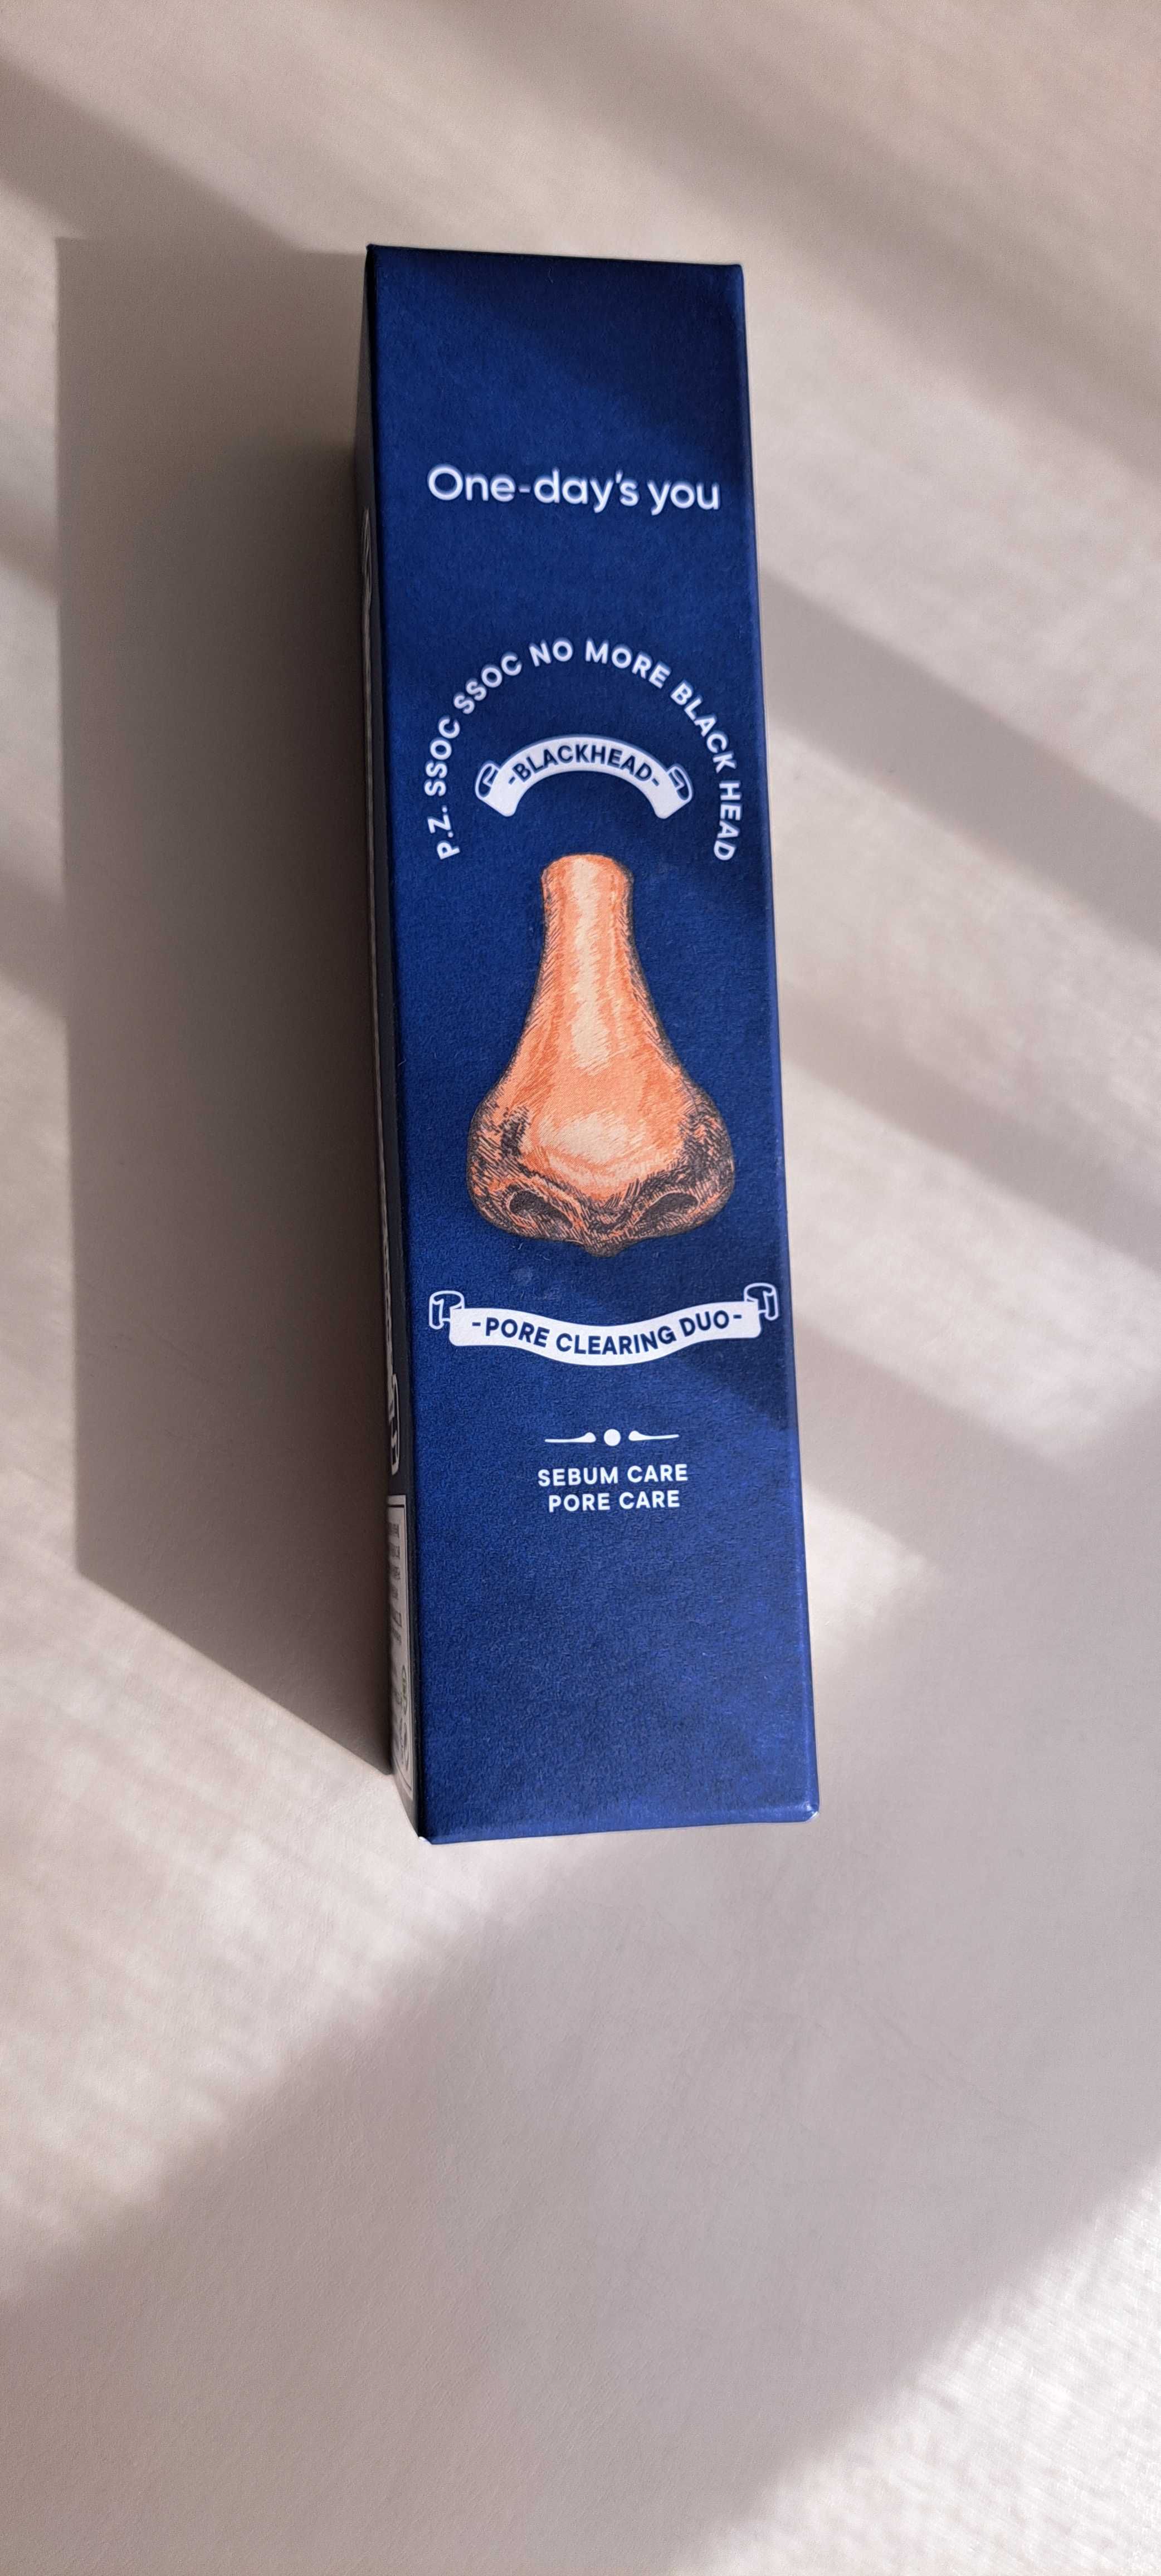 One-day's you
P.Z. SSOC SSOC NO MORE BLACK HEAD
-BLACKHEAD-
-PORE CLEARING DUO-
SEBUM CARE
PORE CARE